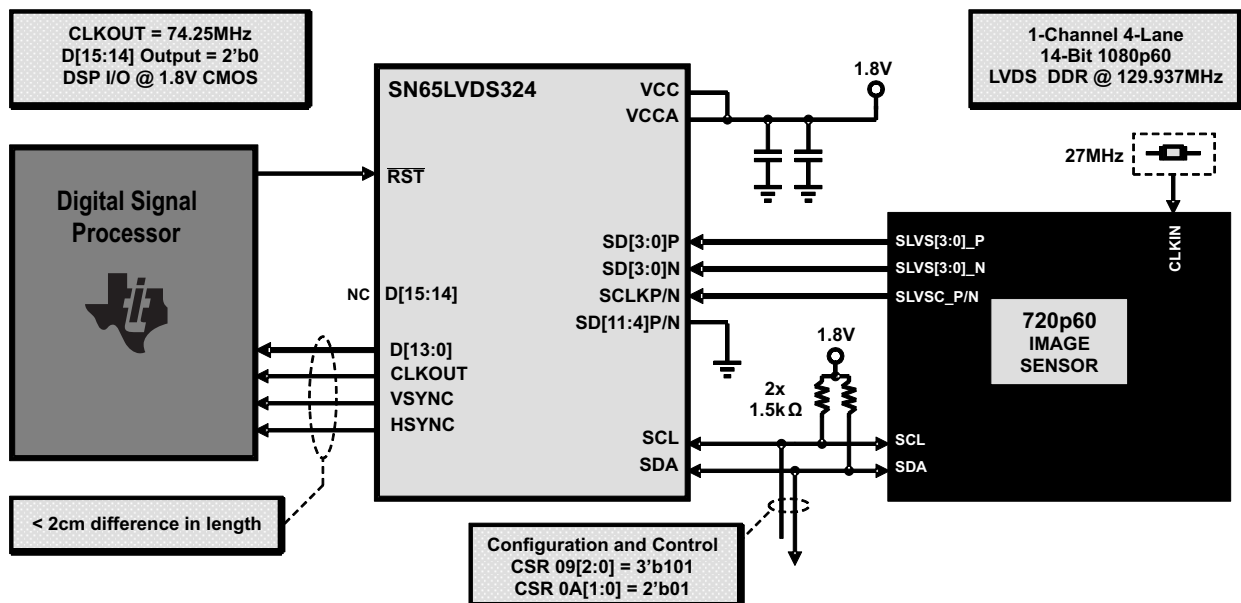 CLKOUT = 74.25MHz
D[15:14] Output = 2'b0
DSP I/O @ 1.8V CMOS
1-Channel 4-Lane
14-Bit 1080p60
LVDS DDR @ 129.937MHz
SN65LVDS324
VCC
VCCA
1.8V
27MHz
Digital Signal
Processor
RST
SD[3:0]P
SD[3:0]N
SCLKP/N
SD[11:4]P/N
SLVS[3:0]_P
SLVS[3:0]_N
SLVSC_P/N
CLKIN
NC
D[15:14]
720p60
IMAGE
SENSOR
1.8V
2x
1.5kΩ
D[13:0]
CLKOUT
VSYNC
HSYNC
SCL
SDA
SCL
SDA
< 2cm difference in length
Configuration and Control
CSR 09[2:0] = 3'b101
CSR 0A[1:0] = 2'b01